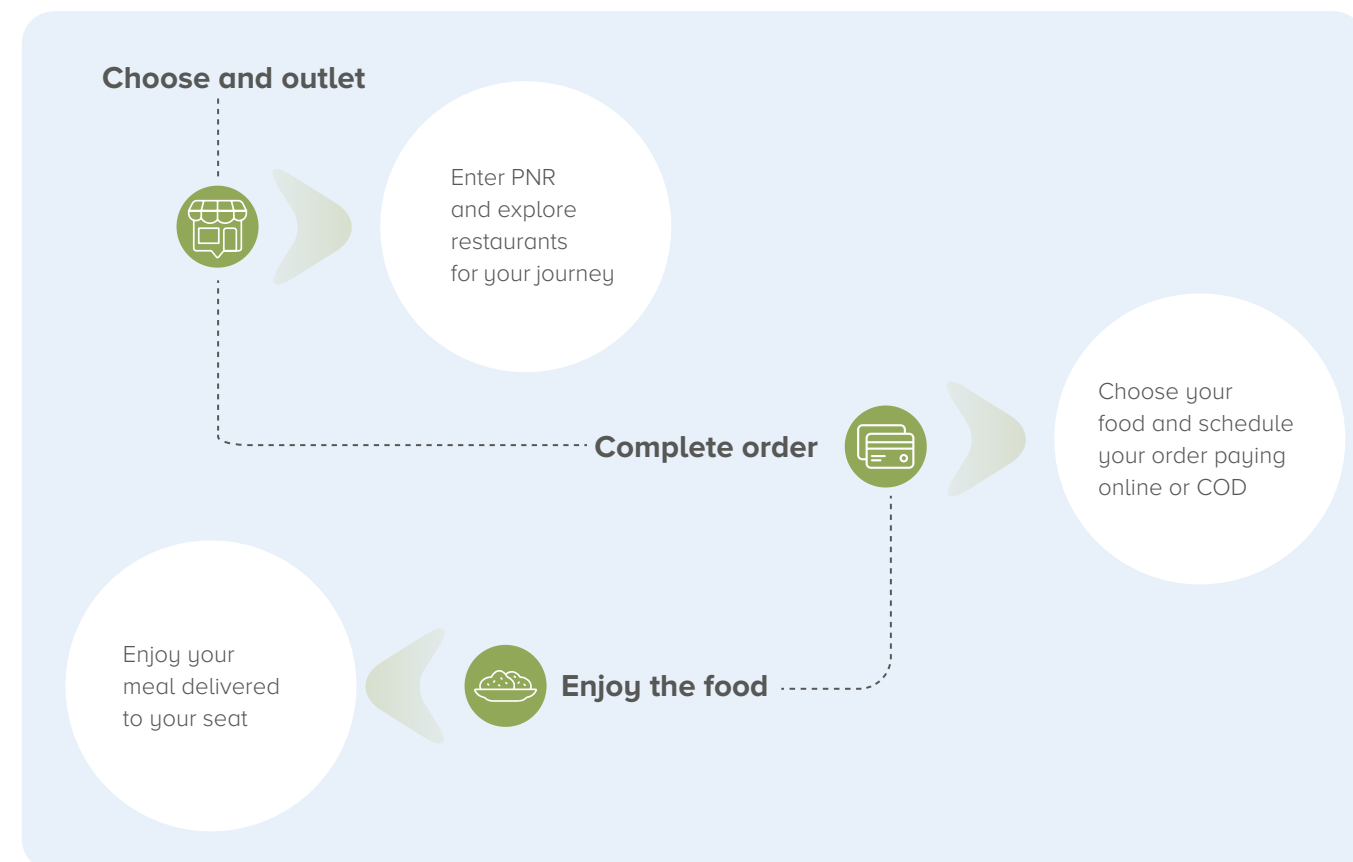 Choose and outlet
Enter PNR
and explore
restaurants
for your journey
Complete order
Choose your
food and schedule
your order paying
online or COD
Enjoy the food
Enjoy your
meal delivered
to your seat